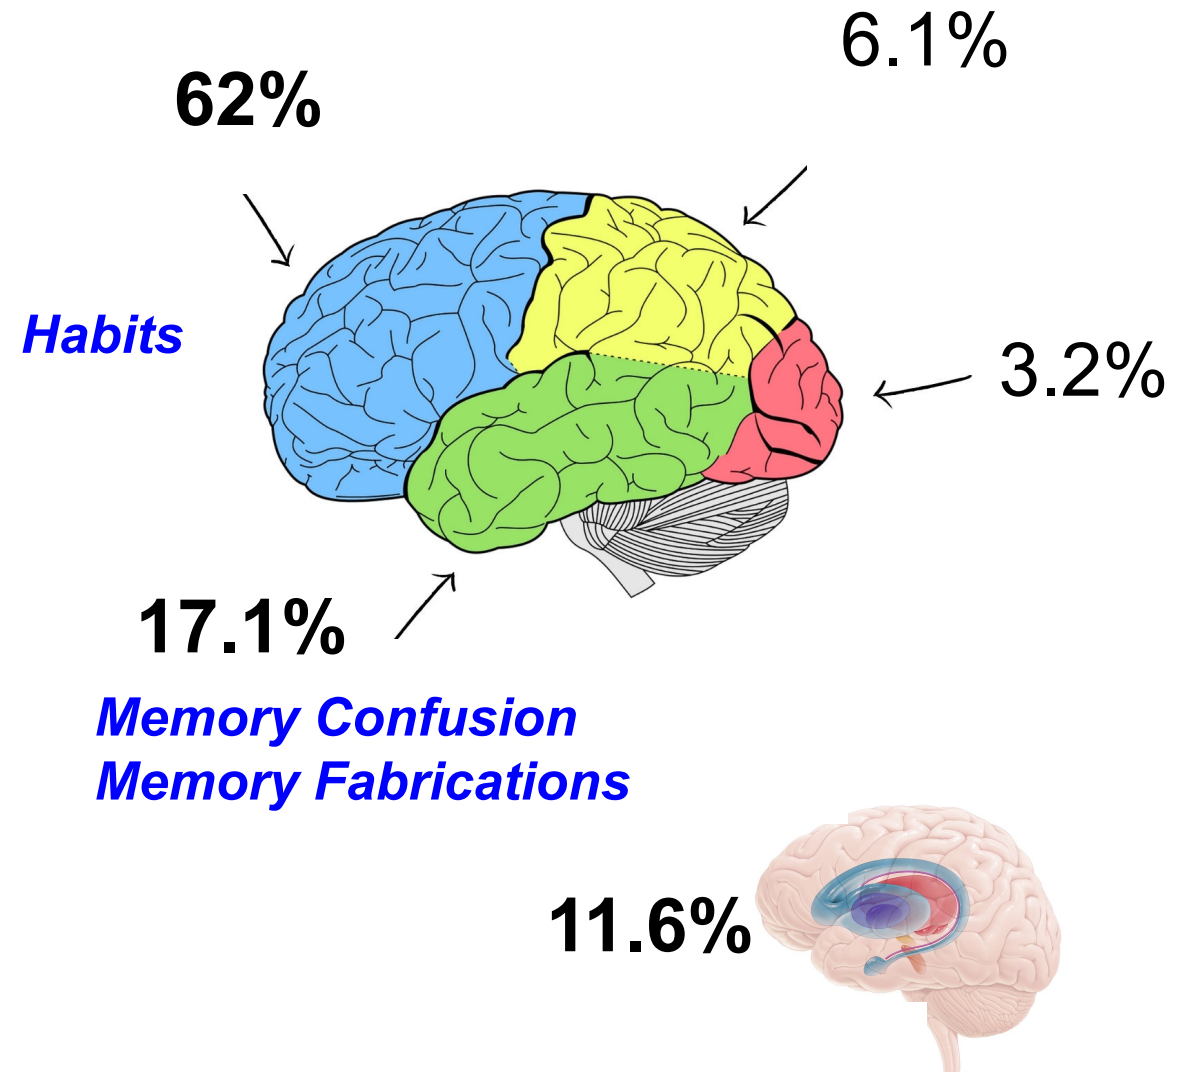 6.1%
62%
Habits
3.2%
17.1%
Memory Confusion
Memory Fabrications
11.6%